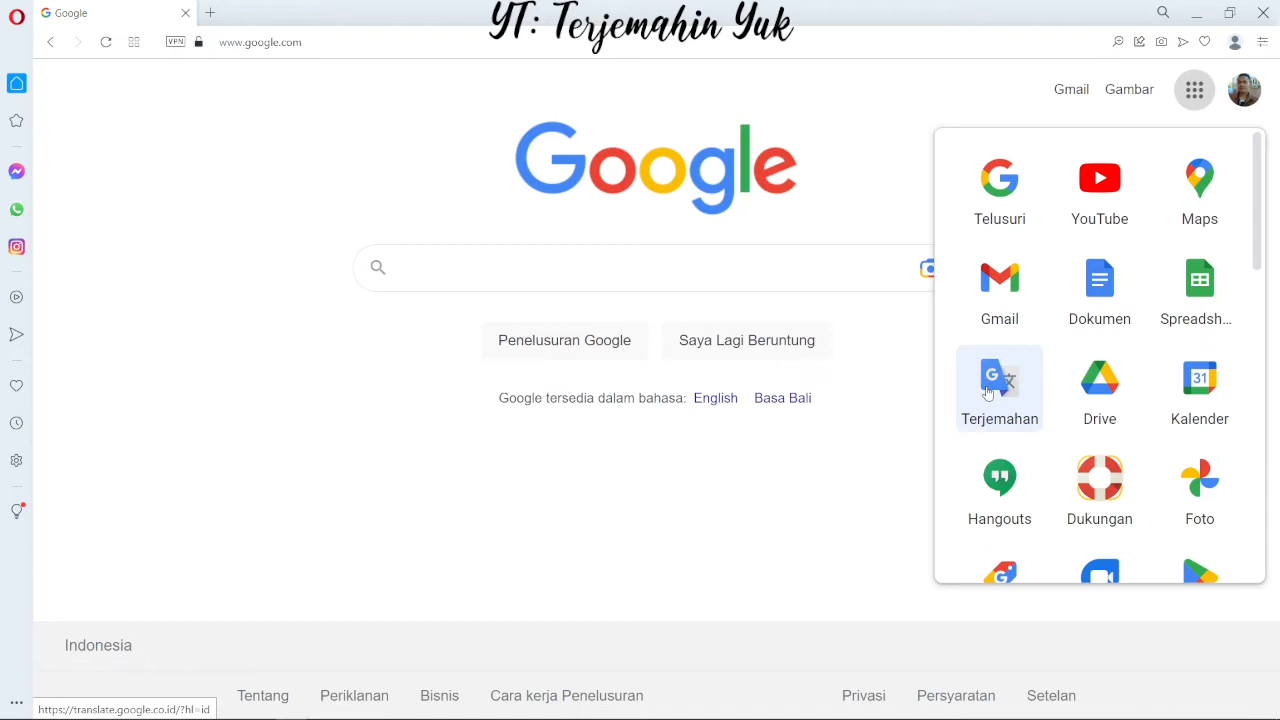 Google
YT: Terjemahin Yuk
VPN
www.google.com
Gmail
Gambar
Google
Telusuri
YouTube
Maps
Gmail
Dokumen
Spreadsh...
31
Terjemahan
Drive
Kalender
Hangouts
Dukungan
Foto
Penelusuran Google
Saya Lagi Beruntung
Google tersedia dalam bahasa: English Basa Bali
Indonesia
Tentang
Periklanan
Bisnis
Cara kerja Penelusuran
Privasi
Persyaratan
Setelan
https://translate.google.co.id/?hl=id